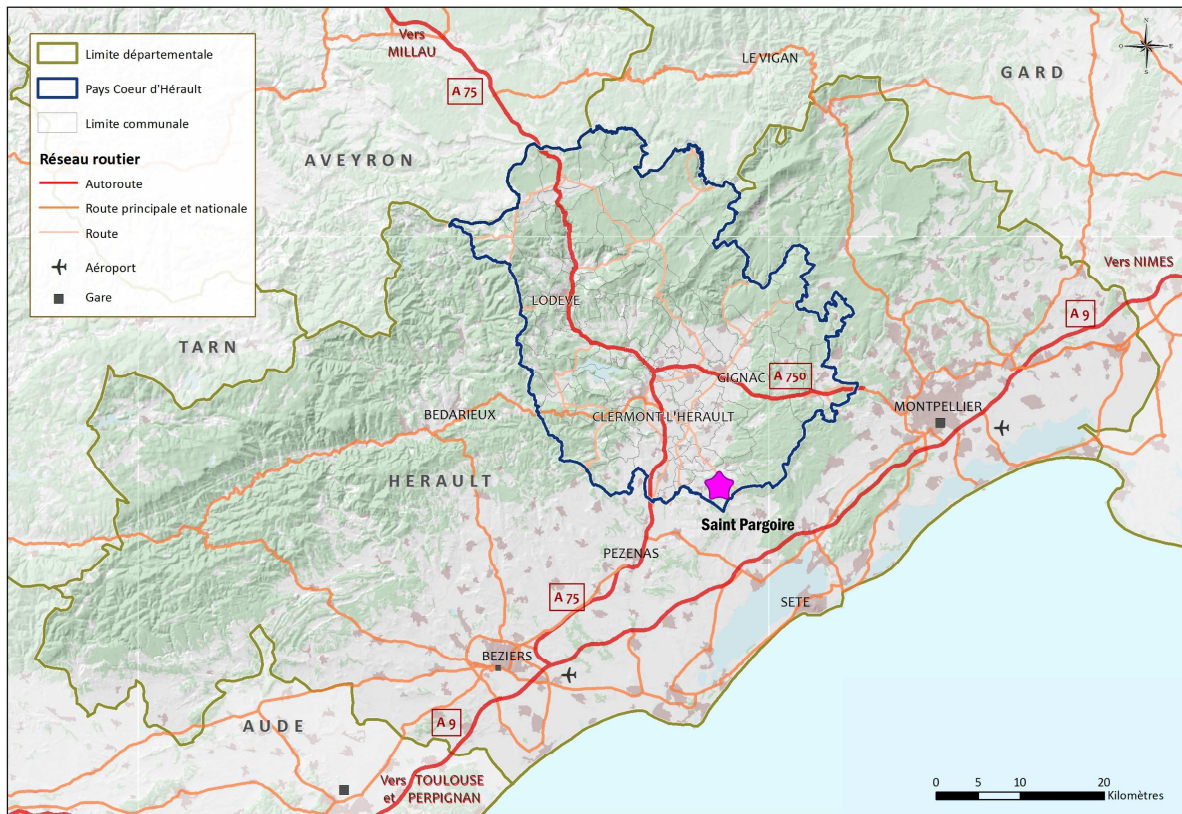 Limite départementale
Pays Coeur d'Hérault
Limite communale
Réseau routier
Autoroute
Route principale et nationale
Route
Aéroport
Gare
Vers
MILLAU
A 75
LE VIGAN
GARD
N
O
E
S
AVEYRON
Vers NIMES
A 9
LODEVE
TARN
GIGNAC
A 750
MONTPELLIER
BEDARIEUX
CLERMONT-L'HERAULT
HERAULT
Saint Pargoire
PEZENAS
A 75
SETE
BEZIERS
AUDE
A 9
Vers TOULOUSE
et PERPIGNAN
0 5 10 20
Kilomètres